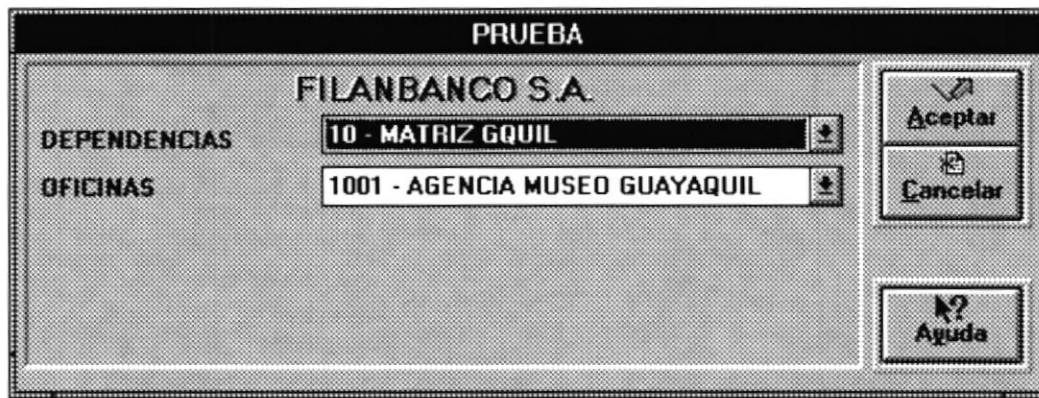 PRUEBA
FILANBANCO S.A.
DEPENDENCIAS 10 - MATRIZ GQUIL
OFICINAS 1001 - AGENCIA MUSEO GUAYAQUIL
Aceptar
Cancelar
Ayuda